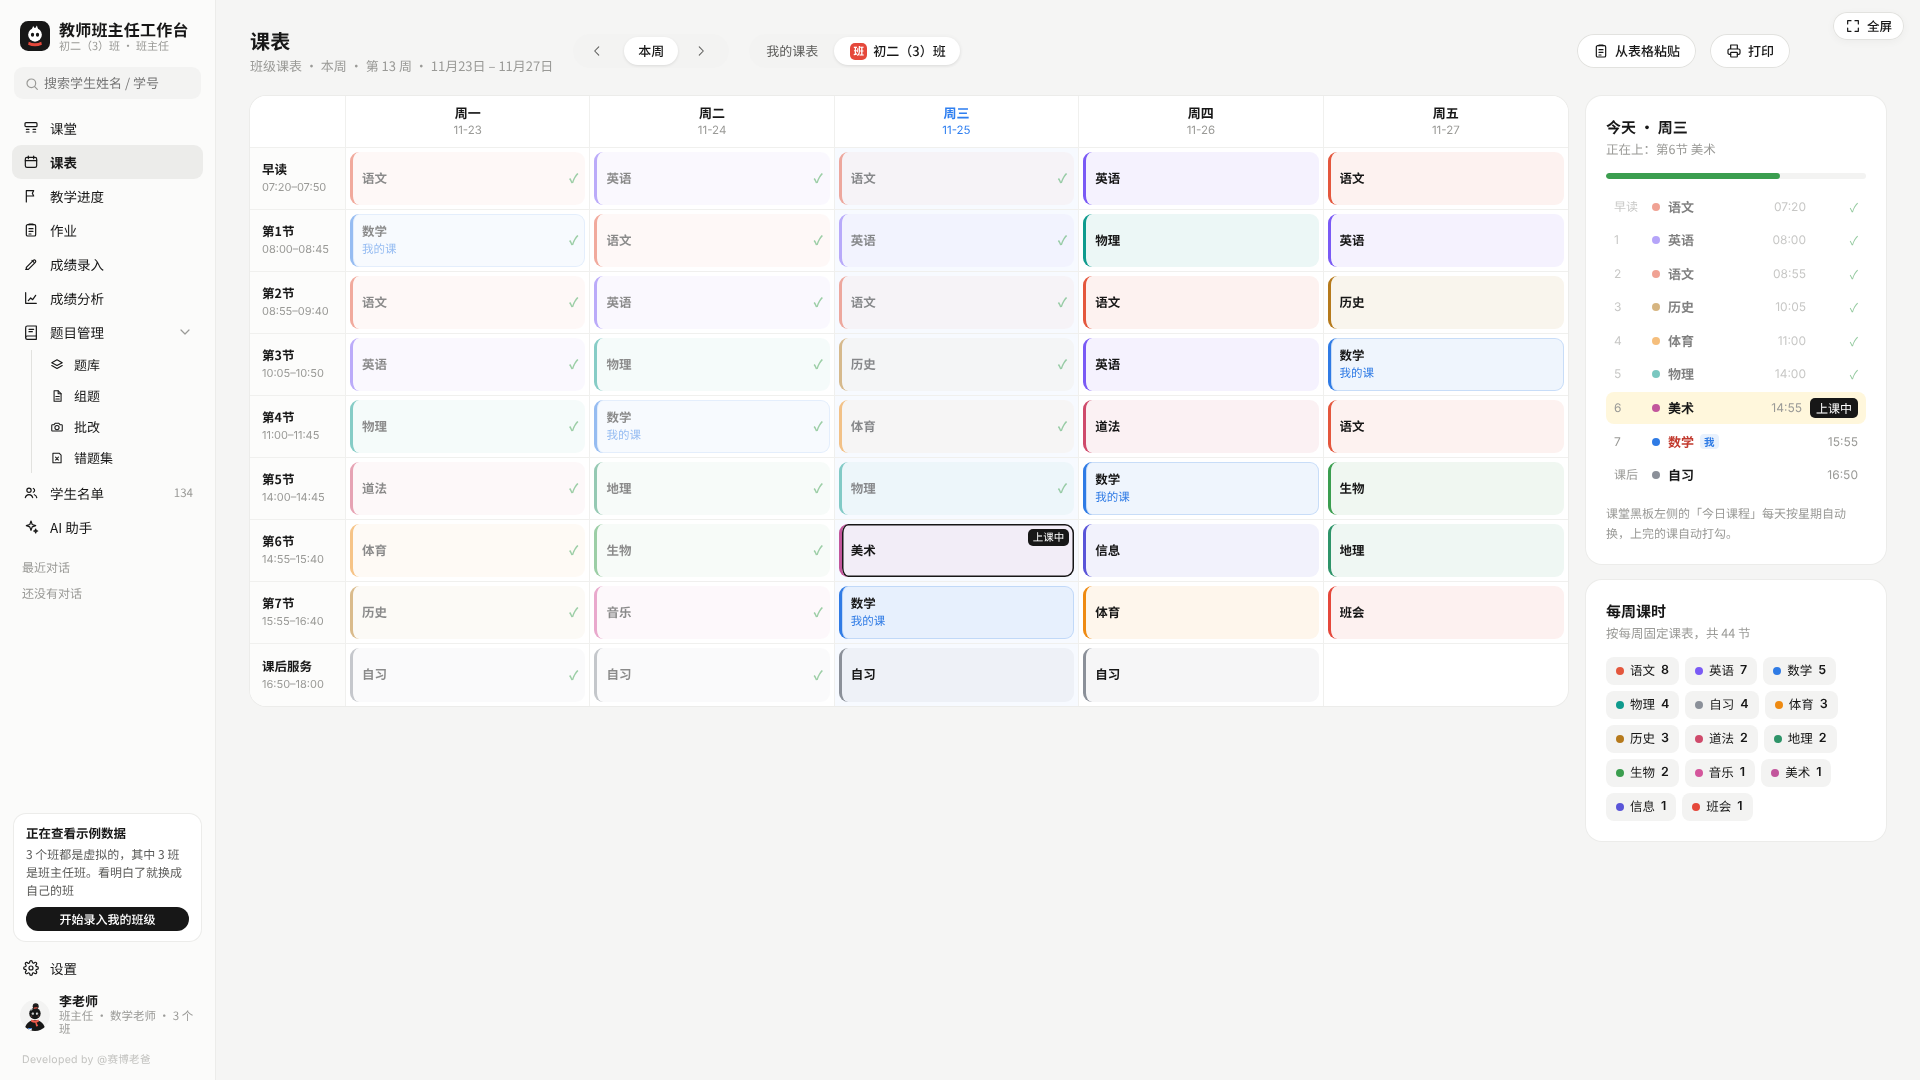 教师班主任工作台
初二（3）班 · 班主任
搜索学生姓名 / 学号
课堂
课表
教学进度
作业
成绩录入
成绩分析
题目管理
题库
组题
批改
错题集
学生名单 134
AI 助手
最近对话
还没有对话
正在查看示例数据
3 个班都是虚拟的，其中 3 班
是班主任班。看明白了就换成
自己的班
开始录入我的班级
设置
李老师
班主任 · 数学老师 · 3 个
班
Developed by @赛博老爸
课表
班级课表 · 本周 · 第 13 周 · 11月23日 – 11月27日
本周
我的课表
班 初二（3）班
从表格粘贴
打印
全屏
周一 周二 周三 周四 周五
11-23 11-24 11-25 11-26 11-27
早读
07:20–07:50
语文 ✓ 英语 ✓ 语文 ✓ 英语 语文
第1节
08:00–08:45
数学 我的课 ✓ 语文 ✓ 英语 ✓ 物理 英语
第2节
08:55–09:40
语文 ✓ 英语 ✓ 语文 ✓ 语文 历史
第3节
10:05–10:50
英语 ✓ 物理 ✓ 历史 ✓ 英语 数学 我的课
第4节
11:00–11:45
物理 ✓ 数学 我的课 ✓ 体育 ✓ 道法 语文
第5节
14:00–14:45
道法 ✓ 地理 ✓ 物理 ✓ 数学 我的课 生物
第6节
14:55–15:40
体育 ✓ 生物 ✓ 美术 上课中 信息 地理
第7节
15:55–16:40
历史 ✓ 音乐 ✓ 数学 我的课 体育 班会
课后服务
16:50–18:00
自习 ✓ 自习 ✓ 自习 自习
今天 · 周三
正在上：第6节 美术
早读 语文 07:20 ✓
1 英语 08:00 ✓
2 语文 08:55 ✓
3 历史 10:05 ✓
4 体育 11:00 ✓
5 物理 14:00 ✓
6 美术 14:55 上课中
7 数学 我 15:55
课后 自习 16:50
课堂黑板左侧的「今日课程」每天按星期自动
换，上完的课自动打勾。
每周课时
按每周固定课表，共 44 节
语文 8 英语 7 数学 5
物理 4 自习 4 体育 3
历史 3 道法 2 地理 2
生物 2 音乐 1 美术 1
信息 1 班会 1